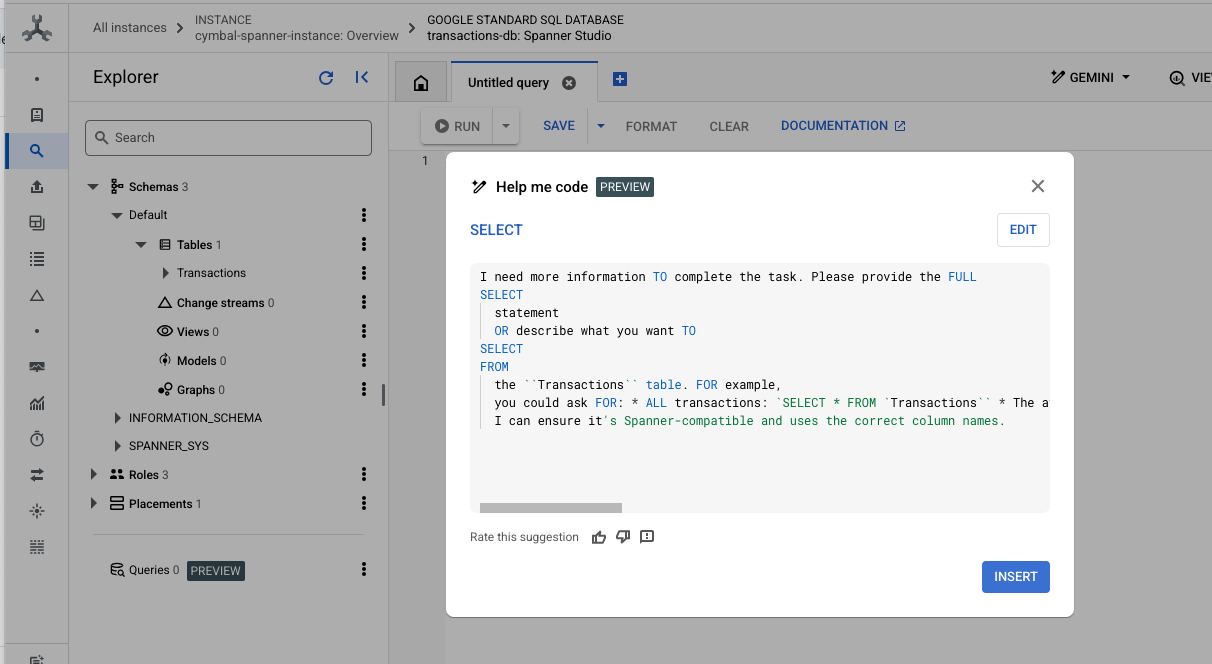 All instances
INSTANCE
cymbal-spanner-instance: Overview
GOOGLE STANDARD SQL DATABASE
transactions-db: Spanner Studio
Explorer
Untitled query
GEMINI
VIE
Search
RUN
SAVE
FORMAT
CLEAR
DOCUMENTATION
1
Schemas 3
Default
Tables 1
Transactions
Change streams 0
Views 0
Models 0
Graphs 0
INFORMATION_SCHEMA
SPANNER_SYS
Roles 3
Placements 1
Queries 0 PREVIEW
Help me code PREVIEW
SELECT
EDIT
I need more information TO complete the task. Please provide the FULL
SELECT
statement
OR describe what you want TO
SELECT
FROM
the ``Transactions`` table. FOR example,
you could ask FOR: * ALL transactions: `SELECT * FROM `Transactions`` * The a
I can ensure it's Spanner-compatible and uses the correct column names.
Rate this suggestion
INSERT